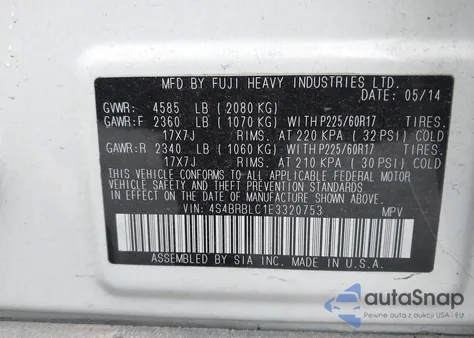 MFD BY FUJI HEAVY INDUSTRIES LTD.
DATE: 05/14
GVWR: 4585 LB (2080 KG)
GAWR:F 2360 LB (1070 KG) WITH P225/60R17 TIRES.
17X7J RIMS. AT 220 KPA (32 PSI) COLD
GAWR:R 2340 LB (1060 KG) WITH P225/60R17 TIRES.
17X7J RIMS. AT 210 KPA (30 PSI) COLD
THIS VEHICLE CONFORMS TO ALL APPLICABLE FEDERAL MOTOR
VEHICLE SAFETY, BUMPER, AND THEFT PREVENTION STANDARDS
IN EFFECT ON THE DATE OF MANUFACTURE SHOWN ABOVE.
VIN: 4S4BRBLC1E3320753 MPV
ASSEMBLED BY SIA INC. MADE IN U.S.A.
autoSnap
Pewne auta z aukcji USA i EU